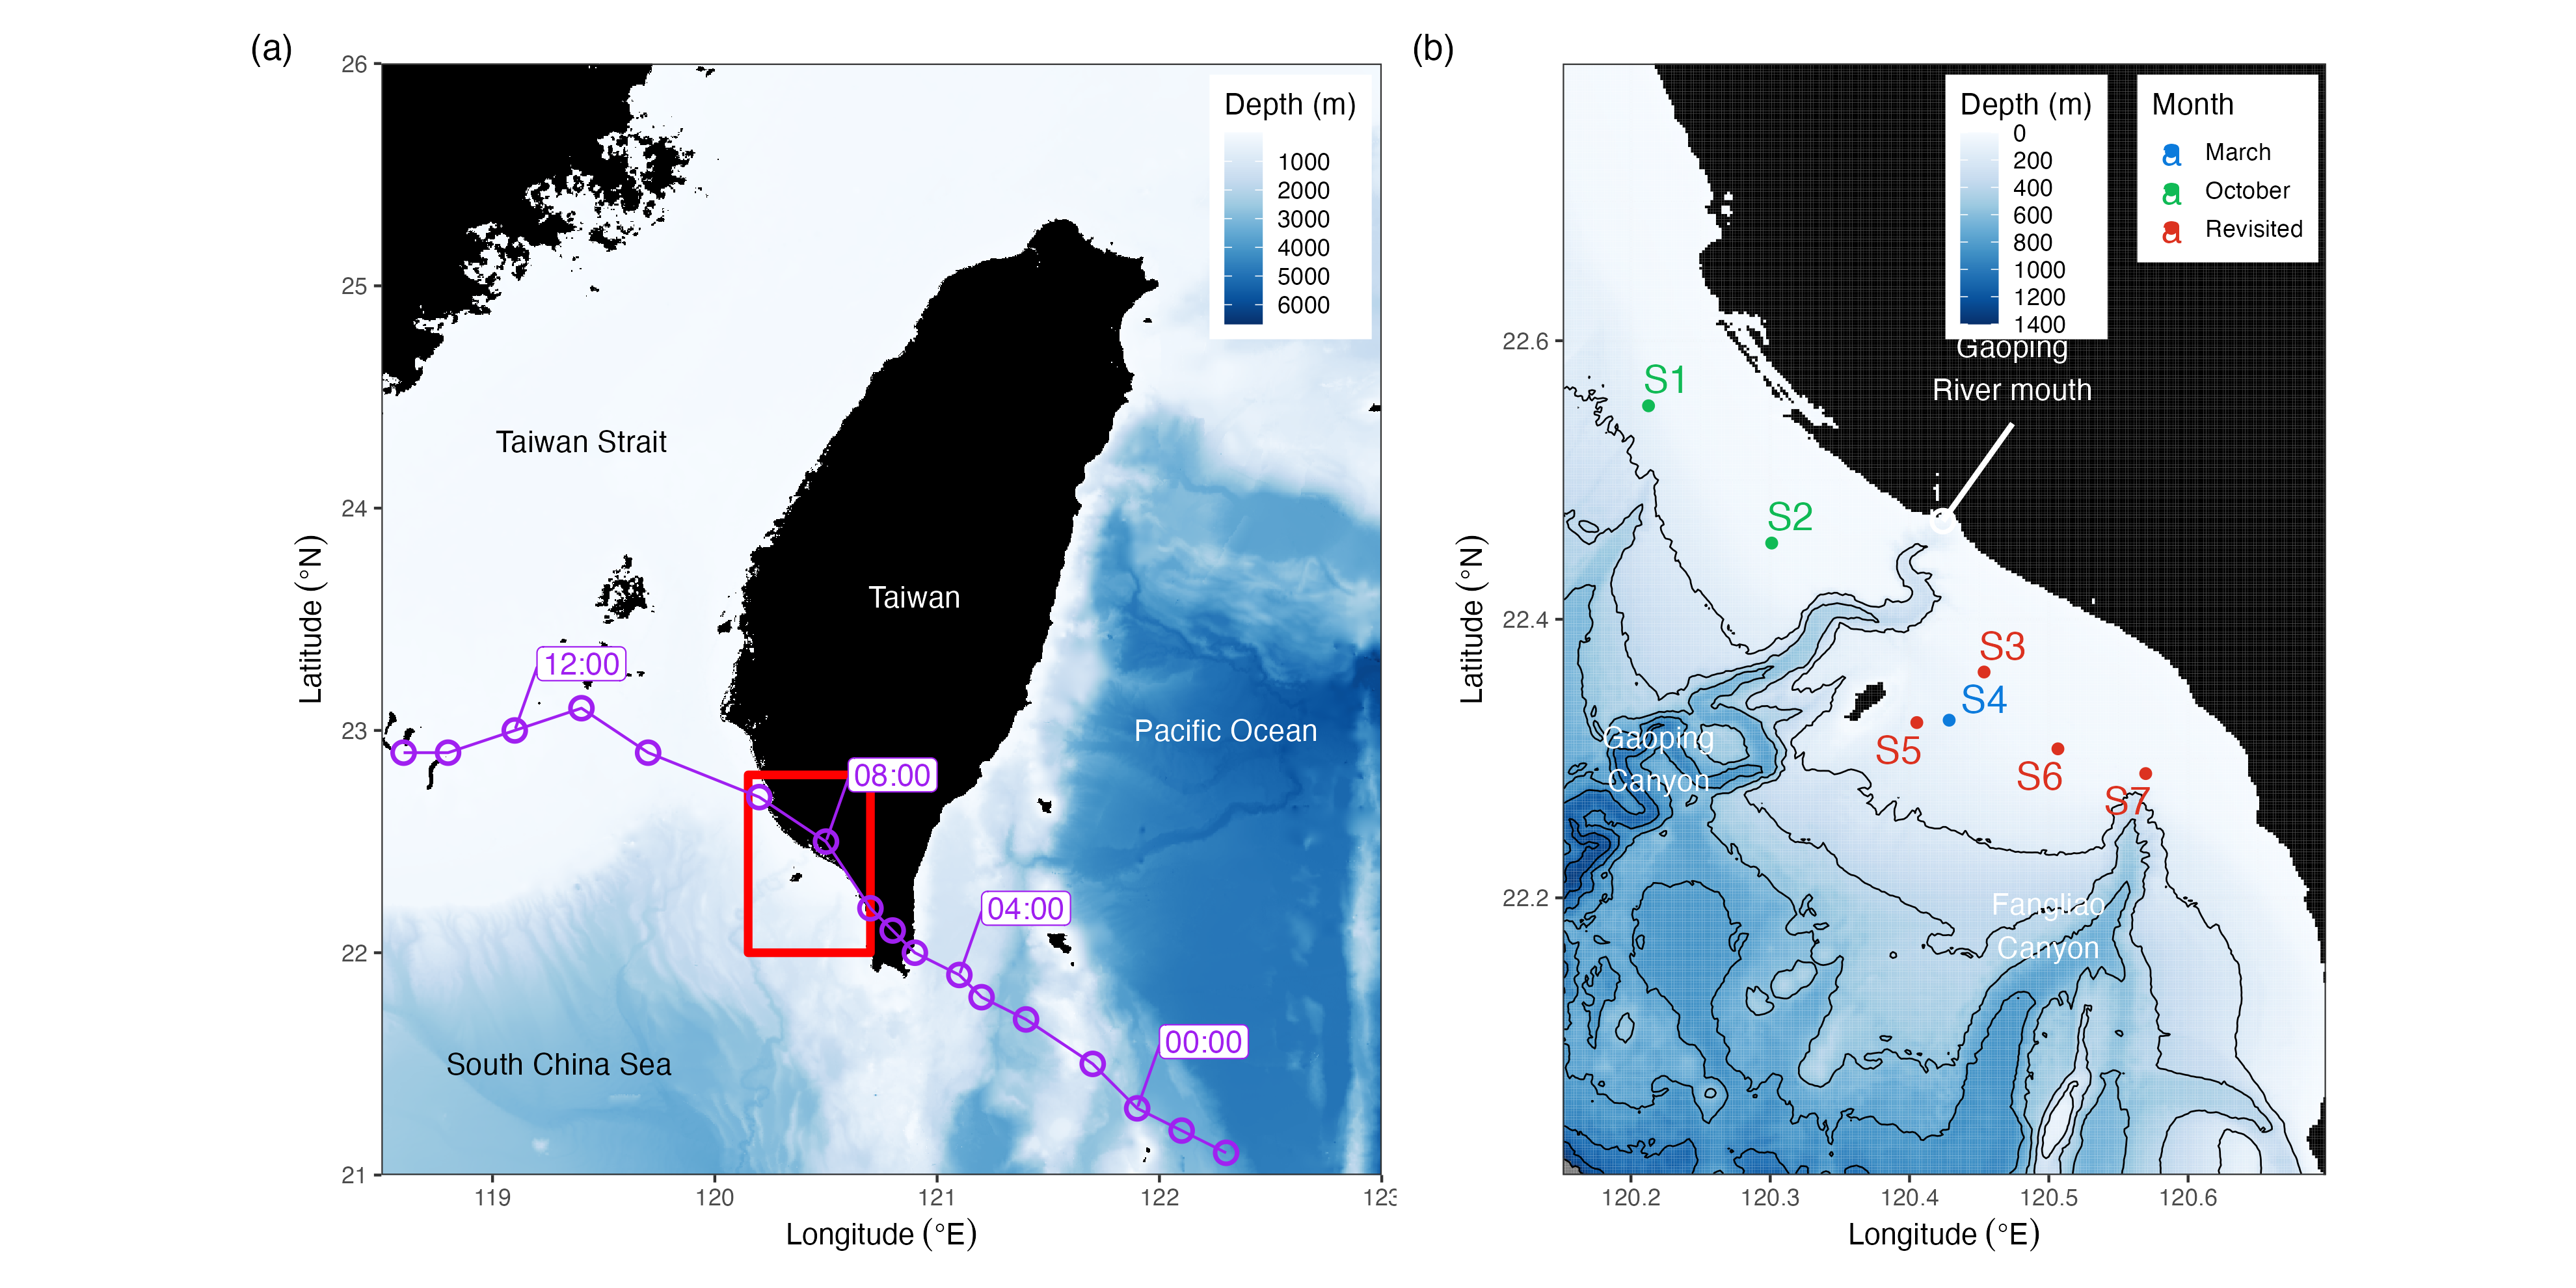 (a)
26
25
24
23
22
21
Latitude (°N)
119
120
121
122
123
Longitude (°E)
Depth (m)
1000
2000
3000
4000
5000
6000
Taiwan Strait
Taiwan
Pacific Ocean
South China Sea
12:00
08:00
04:00
00:00
(b)
22.6
22.4
22.2
Latitude (°N)
120.2
120.3
120.4
120.5
120.6
Longitude (°E)
Depth (m)
0
200
400
600
800
1000
1200
1400
Month
a March
a October
a Revisited
Gaoping
River mouth
i
S1
S2
S3
S4
S5
S6
S7
Gaoping
Canyon
Fangliao
Canyon